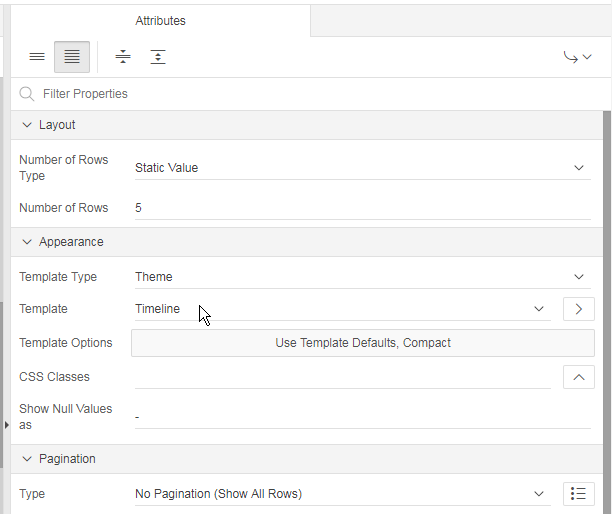 Attributes
Filter Properties
Layout
Number of Rows
Type
Static Value
Number of Rows
5
Appearance
Template Type
Theme
Template
Timeline
Template Options
Use Template Defaults, Compact
CSS Classes
Show Null Values
as
-
Pagination
Type
No Pagination (Show All Rows)